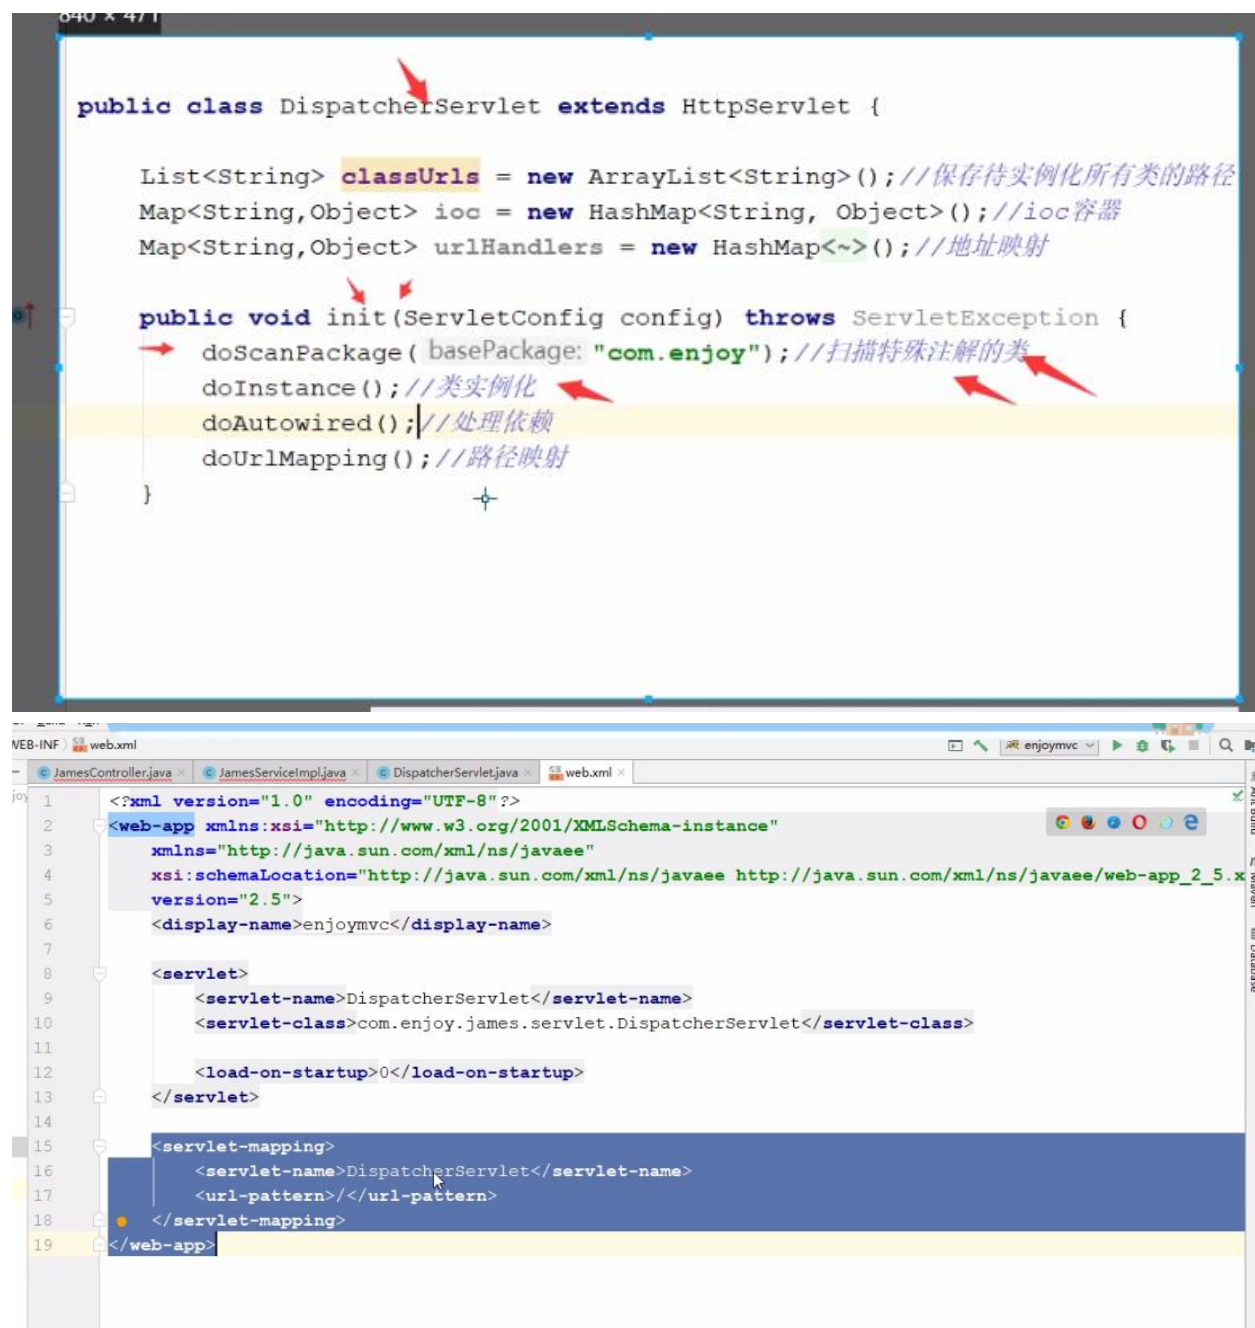 840 × 471
public class DispatcherServlet extends HttpServlet {
List<String> classUrls = new ArrayList<String>();//保存待实例化所有类的路径
Map<String,Object> ioc = new HashMap<String, Object>();//ioc容器
Map<String,Object> urlHandlers = new HashMap<~>();//地址映射
public void init(ServletConfig config) throws ServletException {
doScanPackage( basePackage: "com.enjoy");//扫描特殊注解的类
doInstance();//类实例化
doAutowired();//处理依赖
doUrlMapping();//路径映射
}
WEB-INF web.xml enjoymvc
JamesController.java JamesServiceImpl.java DispatcherServlet.java web.xml
1 <?xml version="1.0" encoding="UTF-8"?>
2 <web-app xmlns:xsi="http://www.w3.org/2001/XMLSchema-instance"
3 xmlns="http://java.sun.com/xml/ns/javaee"
4 xsi:schemaLocation="http://java.sun.com/xml/ns/javaee http://java.sun.com/xml/ns/javaee/web-app_2_5.x
5 version="2.5">
6 <display-name>enjoymvc</display-name>
7
8 <servlet>
9 <servlet-name>DispatcherServlet</servlet-name>
10 <servlet-class>com.enjoy.james.servlet.DispatcherServlet</servlet-class>
11
12 <load-on-startup>0</load-on-startup>
13 </servlet>
14
15 <servlet-mapping>
16 <servlet-name>DispatcherServlet</servlet-name>
17 <url-pattern>/</url-pattern>
18 </servlet-mapping>
19 </web-app>
Database